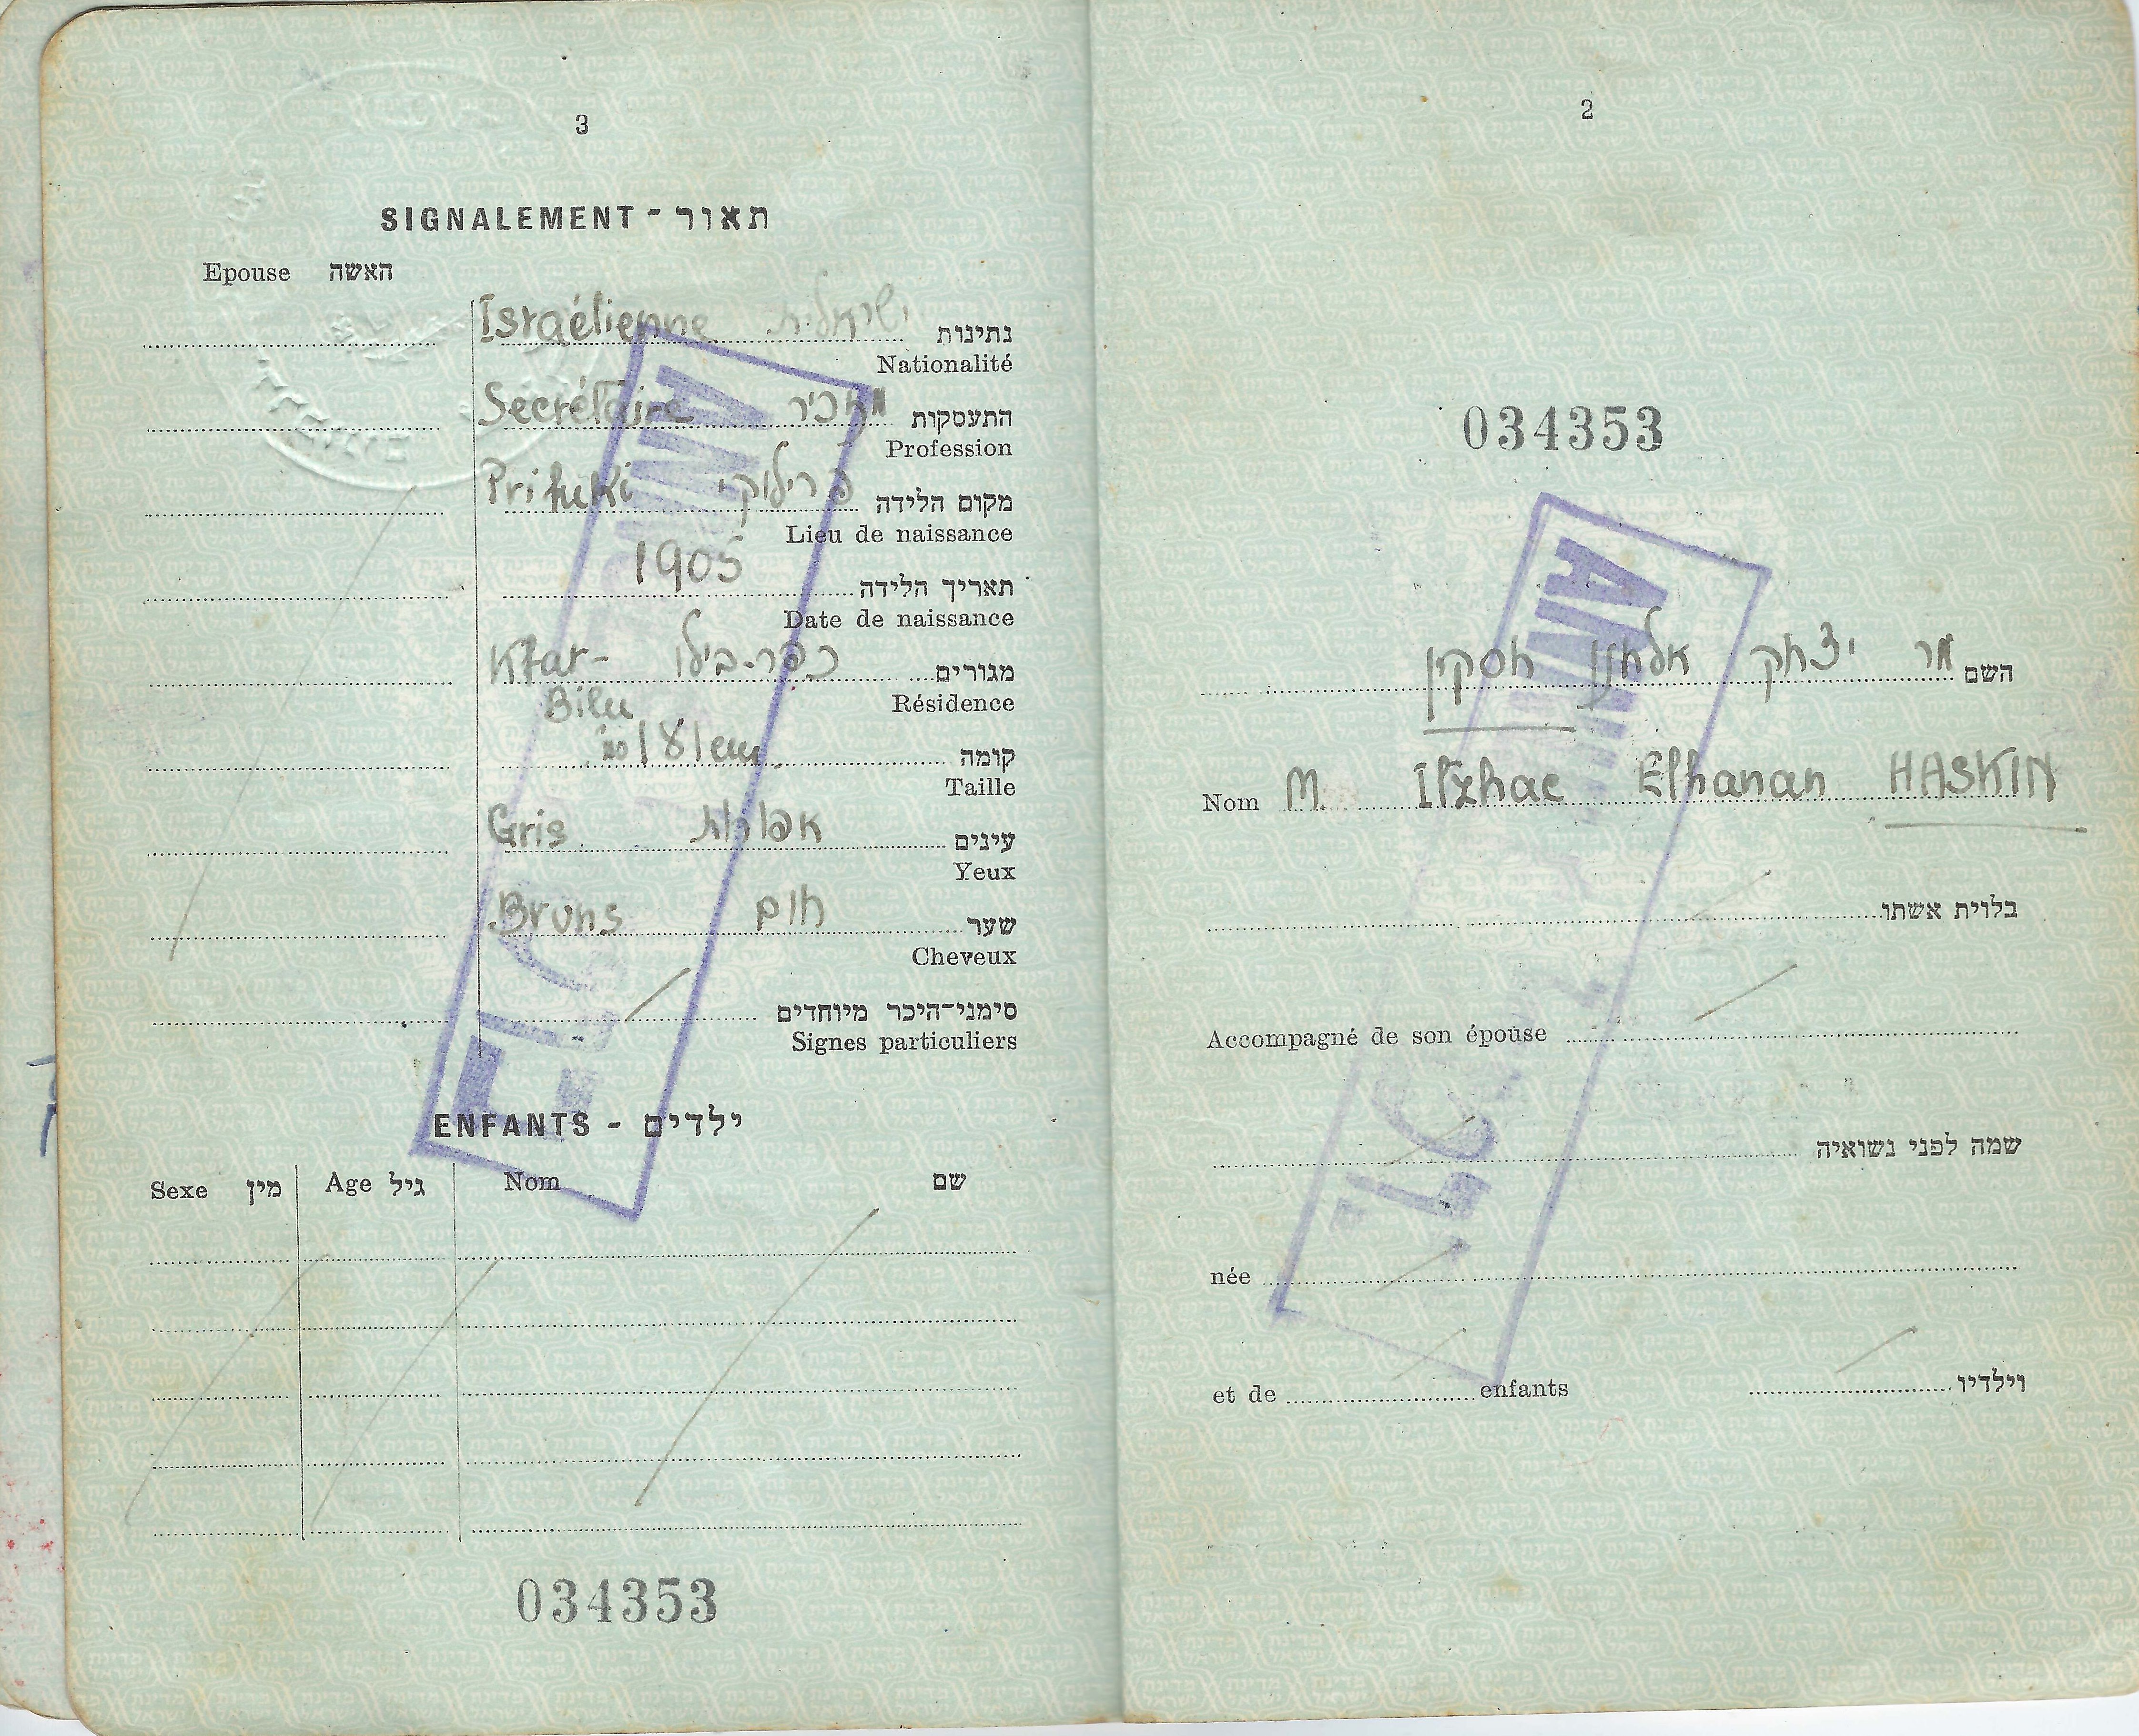 2
034353
השם מר יצחק אלחנן חסקין
Nom M. Itzhac Elhanan HASKIN
בלוית אשתו
Accompagné de son épouse
שמה לפני נשואיה
née
וילדיו
et de enfants
3
SIGNALEMENT - תאור
Epouse האשה
נתינות ישראלית Israélienne
Nationalité
התעסקות מזכיר Secrétaire
Profession
מקום הלידה פרילוקי Priluki
Lieu de naissance
תאריך הלידה 1905
Date de naissance
מגורים כפר-בילו Kfar-
Résidence Bilu
קומה 181 cm
Taille
עינים אפורות Gris
Yeux
שער חום Bruns
Cheveux
סימני-היכר מיוחדים
Signes particuliers
ENFANTS - ילדים
Sexe מין Age גיל Nom שם
034353